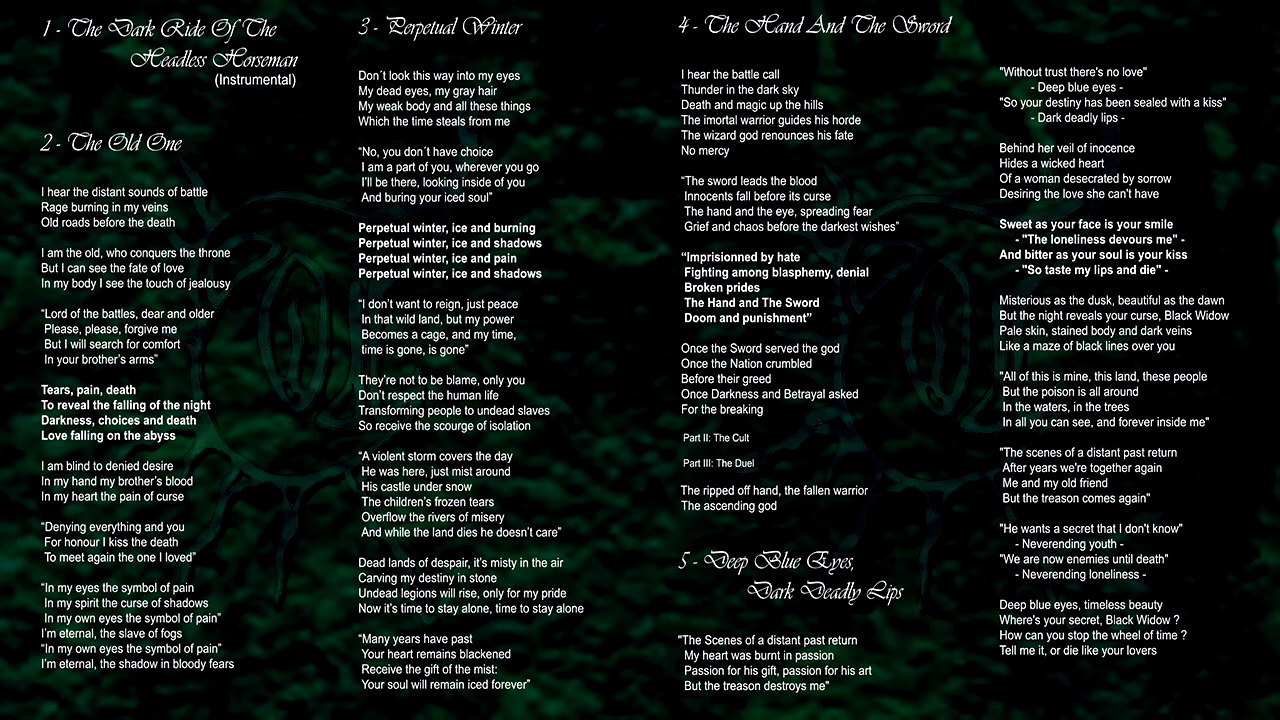 1 - The Dark Ride Of The
Headless Horseman
(Instrumental)
2 - The Old One
I hear the distant sounds of battle
Rage burning in my veins
Old roads before the death
I am the old, who conquers the throne
But I can see the fate of love
In my body I see the touch of jealousy
“Lord of the battles, dear and older
Please, please, forgive me
But I will search for comfort
In your brother’s arms”
Tears, pain, death
To reveal the falling of the night
Darkness, choices and death
Love falling on the abyss
I am blind to denied desire
In my hand my brother’s blood
In my heart the pain of curse
“Denying everything and you
For honour I kiss the death
To meet again the one I loved”
“In my eyes the symbol of pain
In my spirit the curse of shadows
In my own eyes the symbol of pain”
I’m eternal, the slave of fogs
“In my own eyes the symbol of pain”
I’m eternal, the shadow in bloody fears
3 - Perpetual Winter
Don´t look this way into my eyes
My dead eyes, my gray hair
My weak body and all these things
Which the time steals from me
“No, you don´t have choice
I am a part of you, wherever you go
I’ll be there, looking inside of you
And buring your iced soul”
Perpetual winter, ice and burning
Perpetual winter, ice and shadows
Perpetual winter, ice and pain
Perpetual winter, ice and shadows
“I don’t want to reign, just peace
In that wild land, but my power
Becomes a cage, and my time,
time is gone, is gone”
They’re not to be blame, only you
Don’t respect the human life
Transforming people to undead slaves
So receive the scourge of isolation
“A violent storm covers the day
He was here, just mist around
His castle under snow
The children’s frozen tears
Overflow the rivers of misery
And while the land dies he doesn’t care”
Dead lands of despair, it’s misty in the air
Carving my destiny in stone
Undead legions will rise, only for my pride
Now it’s time to stay alone, time to stay alone
“Many years have past
Your heart remains blackened
Receive the gift of the mist:
Your soul will remain iced forever”
4 - The Hand And The Sword
I hear the battle call
Thunder in the dark sky
Death and magic up the hills
The imortal warrior guides his horde
The wizard god renounces his fate
No mercy
“The sword leads the blood
Innocents fall before its curse
The hand and the eye, spreading fear
Grief and chaos before the darkest wishes”
“Imprisionned by hate
Fighting among blasphemy, denial
Broken prides
The Hand and The Sword
Doom and punishment”
Once the Sword served the god
Once the Nation crumbled
Before their greed
Once Darkness and Betrayal asked
For the breaking
Part II: The Cult
Part III: The Duel
The ripped off hand, the fallen warrior
The ascending god
5 - Deep Blue Eyes,
Dark Deadly Lips
"The Scenes of a distant past return
My heart was burnt in passion
Passion for his gift, passion for his art
But the treason destroys me"
"Without trust there's no love"
- Deep blue eyes -
"So your destiny has been sealed with a kiss"
- Dark deadly lips -
Behind her veil of inocence
Hides a wicked heart
Of a woman desecrated by sorrow
Desiring the love she can't have
Sweet as your face is your smile
- "The loneliness devours me" -
And bitter as your soul is your kiss
- "So taste my lips and die" -
Misterious as the dusk, beautiful as the dawn
But the night reveals your curse, Black Widow
Pale skin, stained body and dark veins
Like a maze of black lines over you
"All of this is mine, this land, these people
But the poison is all around
In the waters, in the trees
In all you can see, and forever inside me"
"The scenes of a distant past return
After years we're together again
Me and my old friend
But the treason comes again"
"He wants a secret that I don't know"
- Neverending youth -
"We are now enemies until death"
- Neverending loneliness -
Deep blue eyes, timeless beauty
Where's your secret, Black Widow ?
How can you stop the wheel of time ?
Tell me it, or die like your lovers